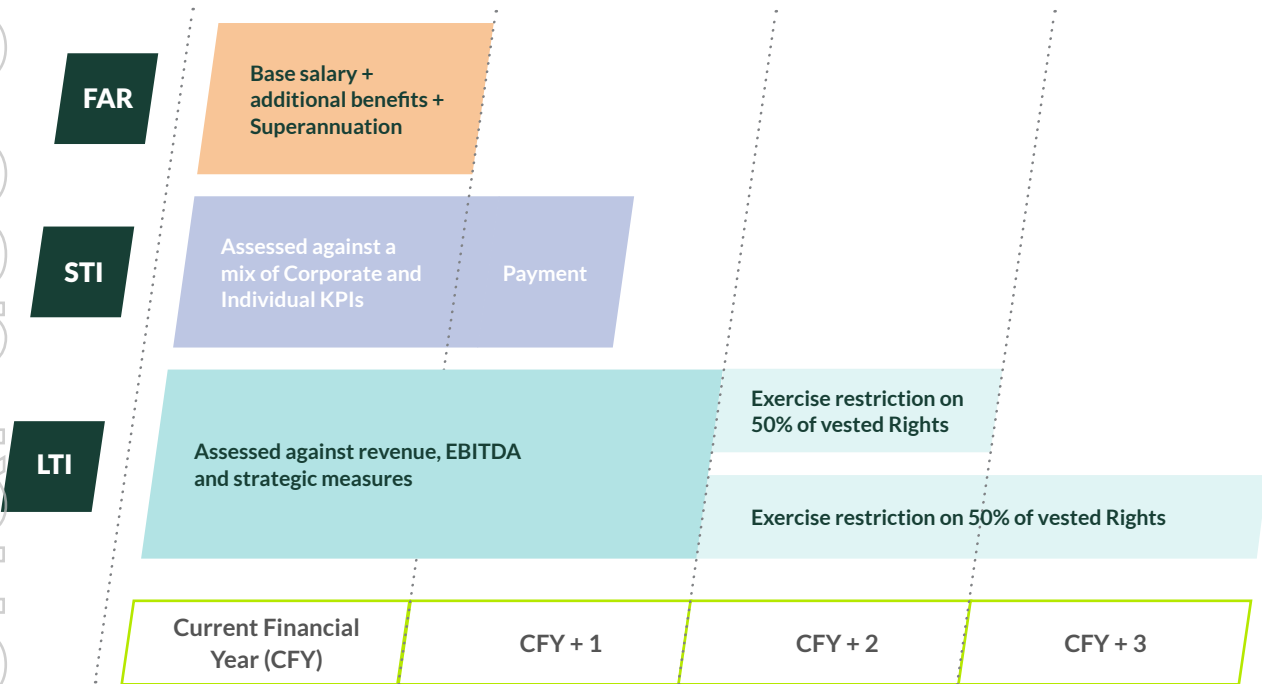 FAR
Base salary +
additional benefits +
Superannuation
STI
Assessed against a
mix of Corporate and
Individual KPIs
Payment
LTI
Assessed against revenue, EBITDA
and strategic measures
Exercise restriction on
50% of vested Rights
Exercise restriction on 50% of vested Rights
Current Financial
Year (CFY)
CFY + 1
CFY + 2
CFY + 3